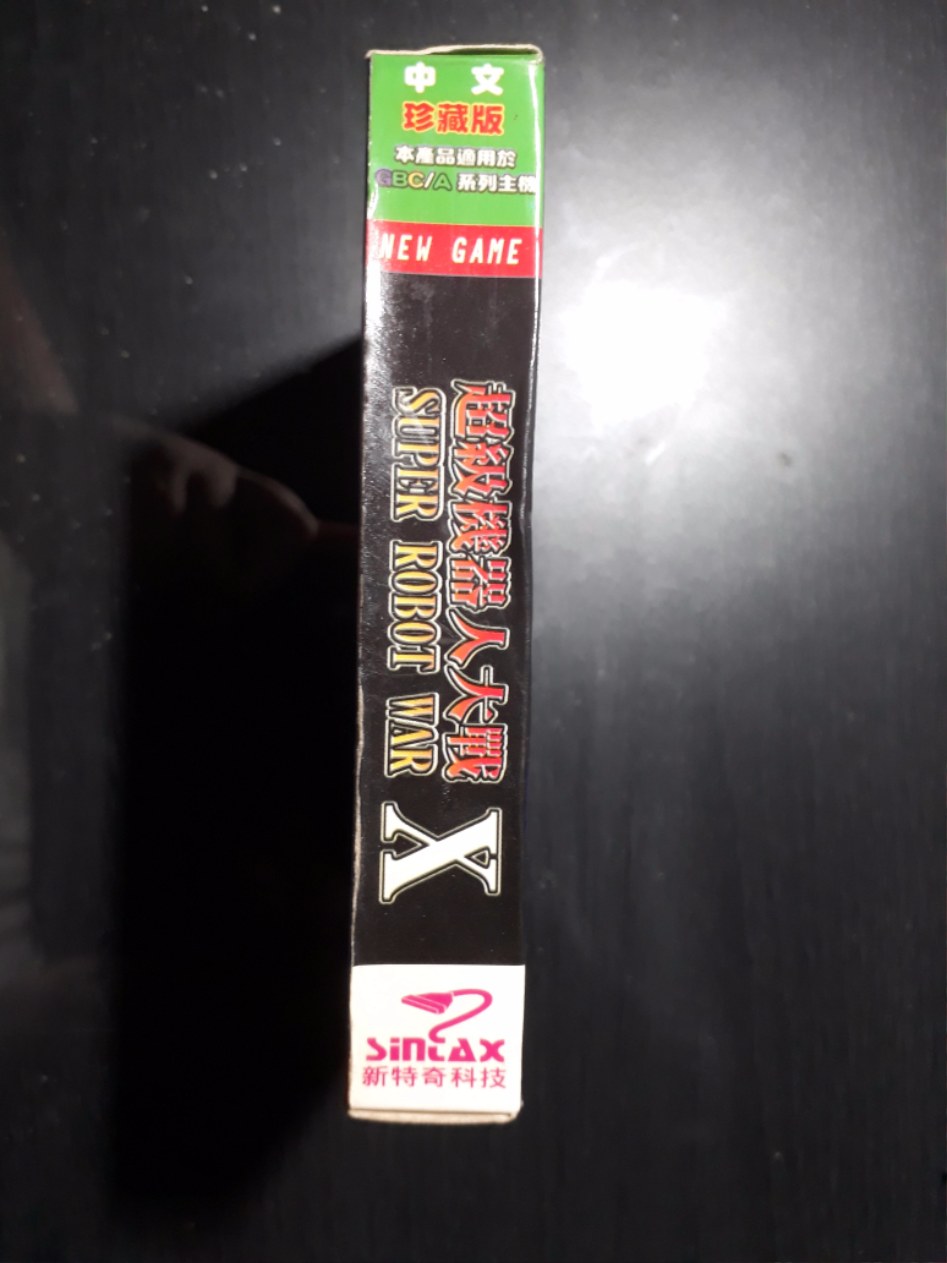 中 文
珍藏版
本產品適用於
GBC/A 系列主機
NEW GAME
超級機器人大戰
SUPER ROBOT WAR
X
SINTAX
新特奇科技